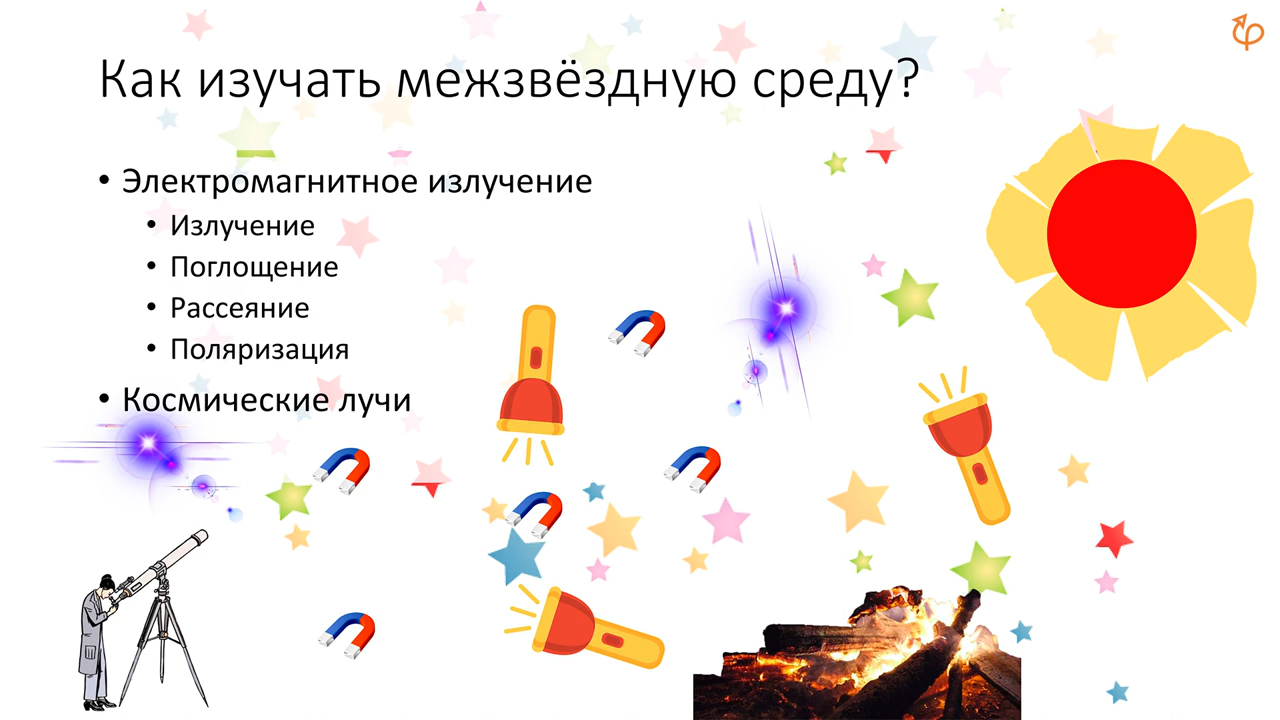 Как изучать межзвёздную среду?
• Электромагнитное излучение
• Излучение
• Поглощение
• Рассеяние
• Поляризация
• Космические лучи